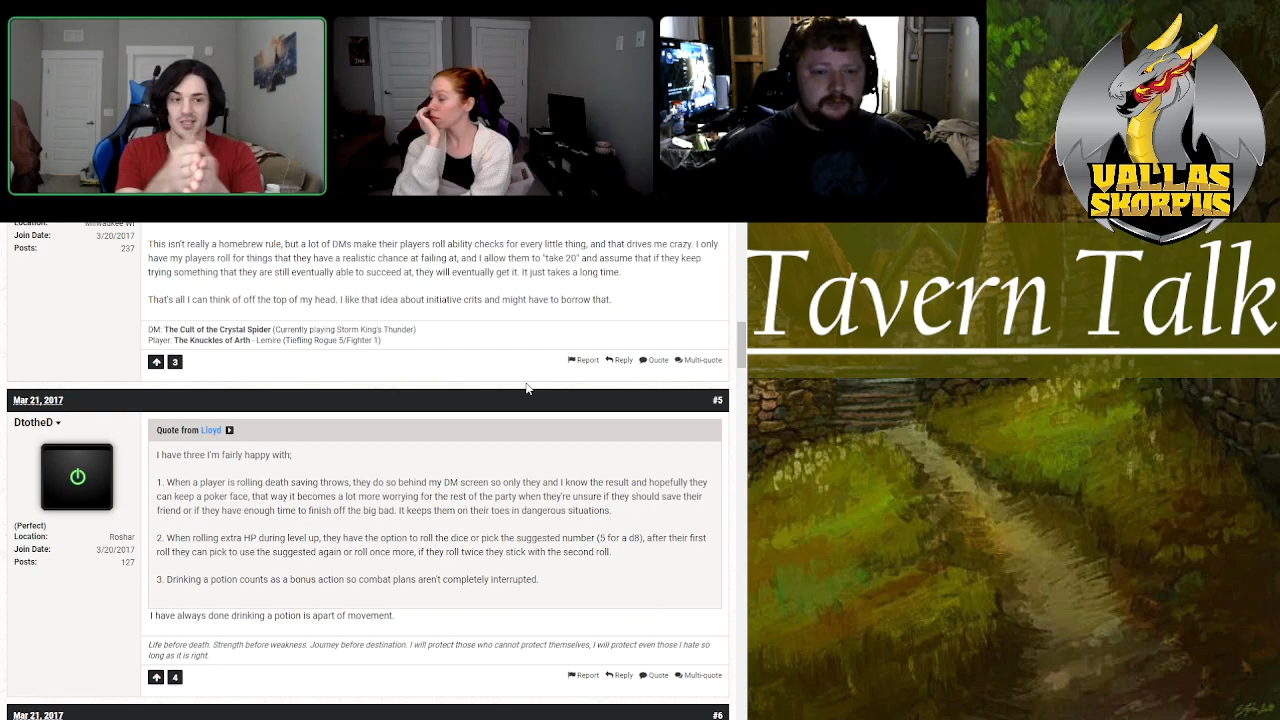 VALLAS
SKORPUS
Tavern Talk
Join Date: 3/20/2017
Posts: 237
This isn't really a homebrew rule, but a lot of DMs make their players roll ability checks for every little thing, and that drives me crazy. I only
have my players roll for things that they have a realistic chance at failing at, and I allow them to "take 20" and assume that if they keep
trying something that they are still eventually able to succeed at, they will eventually get it. It just takes a long time.
That's all I can think of off the top of my head. I like that idea about initiative crits and might have to borrow that.
DM: The Cult of the Crystal Spider (Currently playing Storm King's Thunder)
Player: The Knuckles of Arth - Lemire (Tiefling Rogue 5/Fighter 1)
3
Report Reply Quote Multi-quote
Mar 21, 2017 #5
DtotheD
(Perfect)
Location: Roshar
Join Date: 3/20/2017
Posts: 127
Quote from Lloyd
I have three I'm fairly happy with;
1. When a player is rolling death saving throws, they do so behind my DM screen so only they and I know the result and hopefully they
can keep a poker face, that way it becomes a lot more worrying for the rest of the party when they're unsure if they should save their
friend or if they have enough time to finish off the big bad. It keeps them on their toes in dangerous situations.
2. When rolling extra HP during level up, they have the option to roll the dice or pick the suggested number (5 for a d8), after their first
roll they can pick to use the suggested again or roll once more, if they roll twice they stick with the second roll.
3. Drinking a potion counts as a bonus action so combat plans aren't completely interrupted.
I have always done drinking a potion is apart of movement.
Life before death. Strength before weakness. Journey before destination. I will protect those who cannot protect themselves, I will protect even those I hate so
long as it is right.
4
Report Reply Quote Multi-quote
Mar 21, 2017 #6